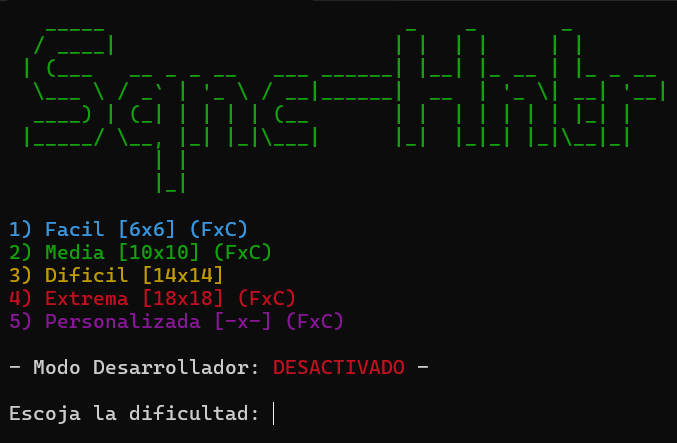 Sqnc-Hntr
1) Facil [6x6] (FxC)
2) Media [10x10] (FxC)
3) Dificil [14x14]
4) Extrema [18x18] (FxC)
5) Personalizada [-x-] (FxC)
- Modo Desarrollador: DESACTIVADO -
Escoja la dificultad: